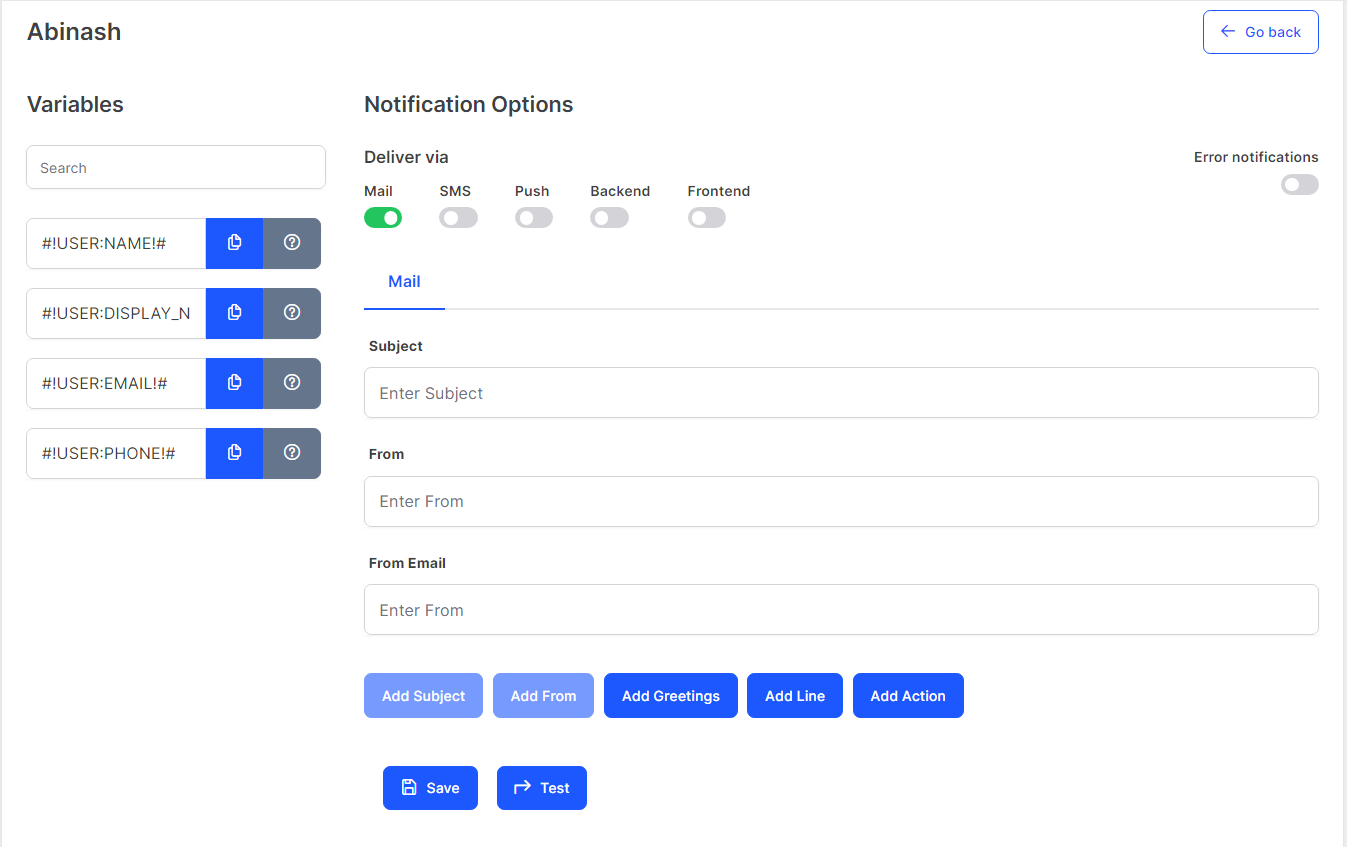 Abinash
Go back
Variables
Search
#!USER:NAME!#
#!USER:DISPLAY_N
#!USER:EMAIL!#
#!USER:PHONE!#
Notification Options
Deliver via
Error notifications
Mail SMS Push Backend Frontend
Mail
Subject
Enter Subject
From
Enter From
From Email
Enter From
Add Subject Add From Add Greetings Add Line Add Action
Save Test